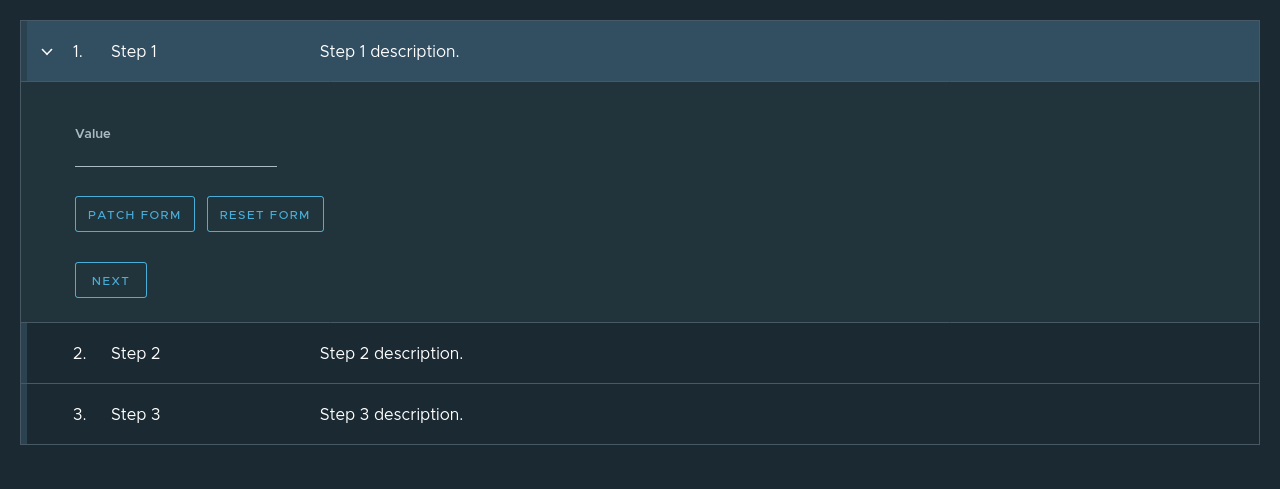 1. Step 1 Step 1 description.
Value
PATCH FORM RESET FORM
NEXT
2. Step 2 Step 2 description.
3. Step 3 Step 3 description.